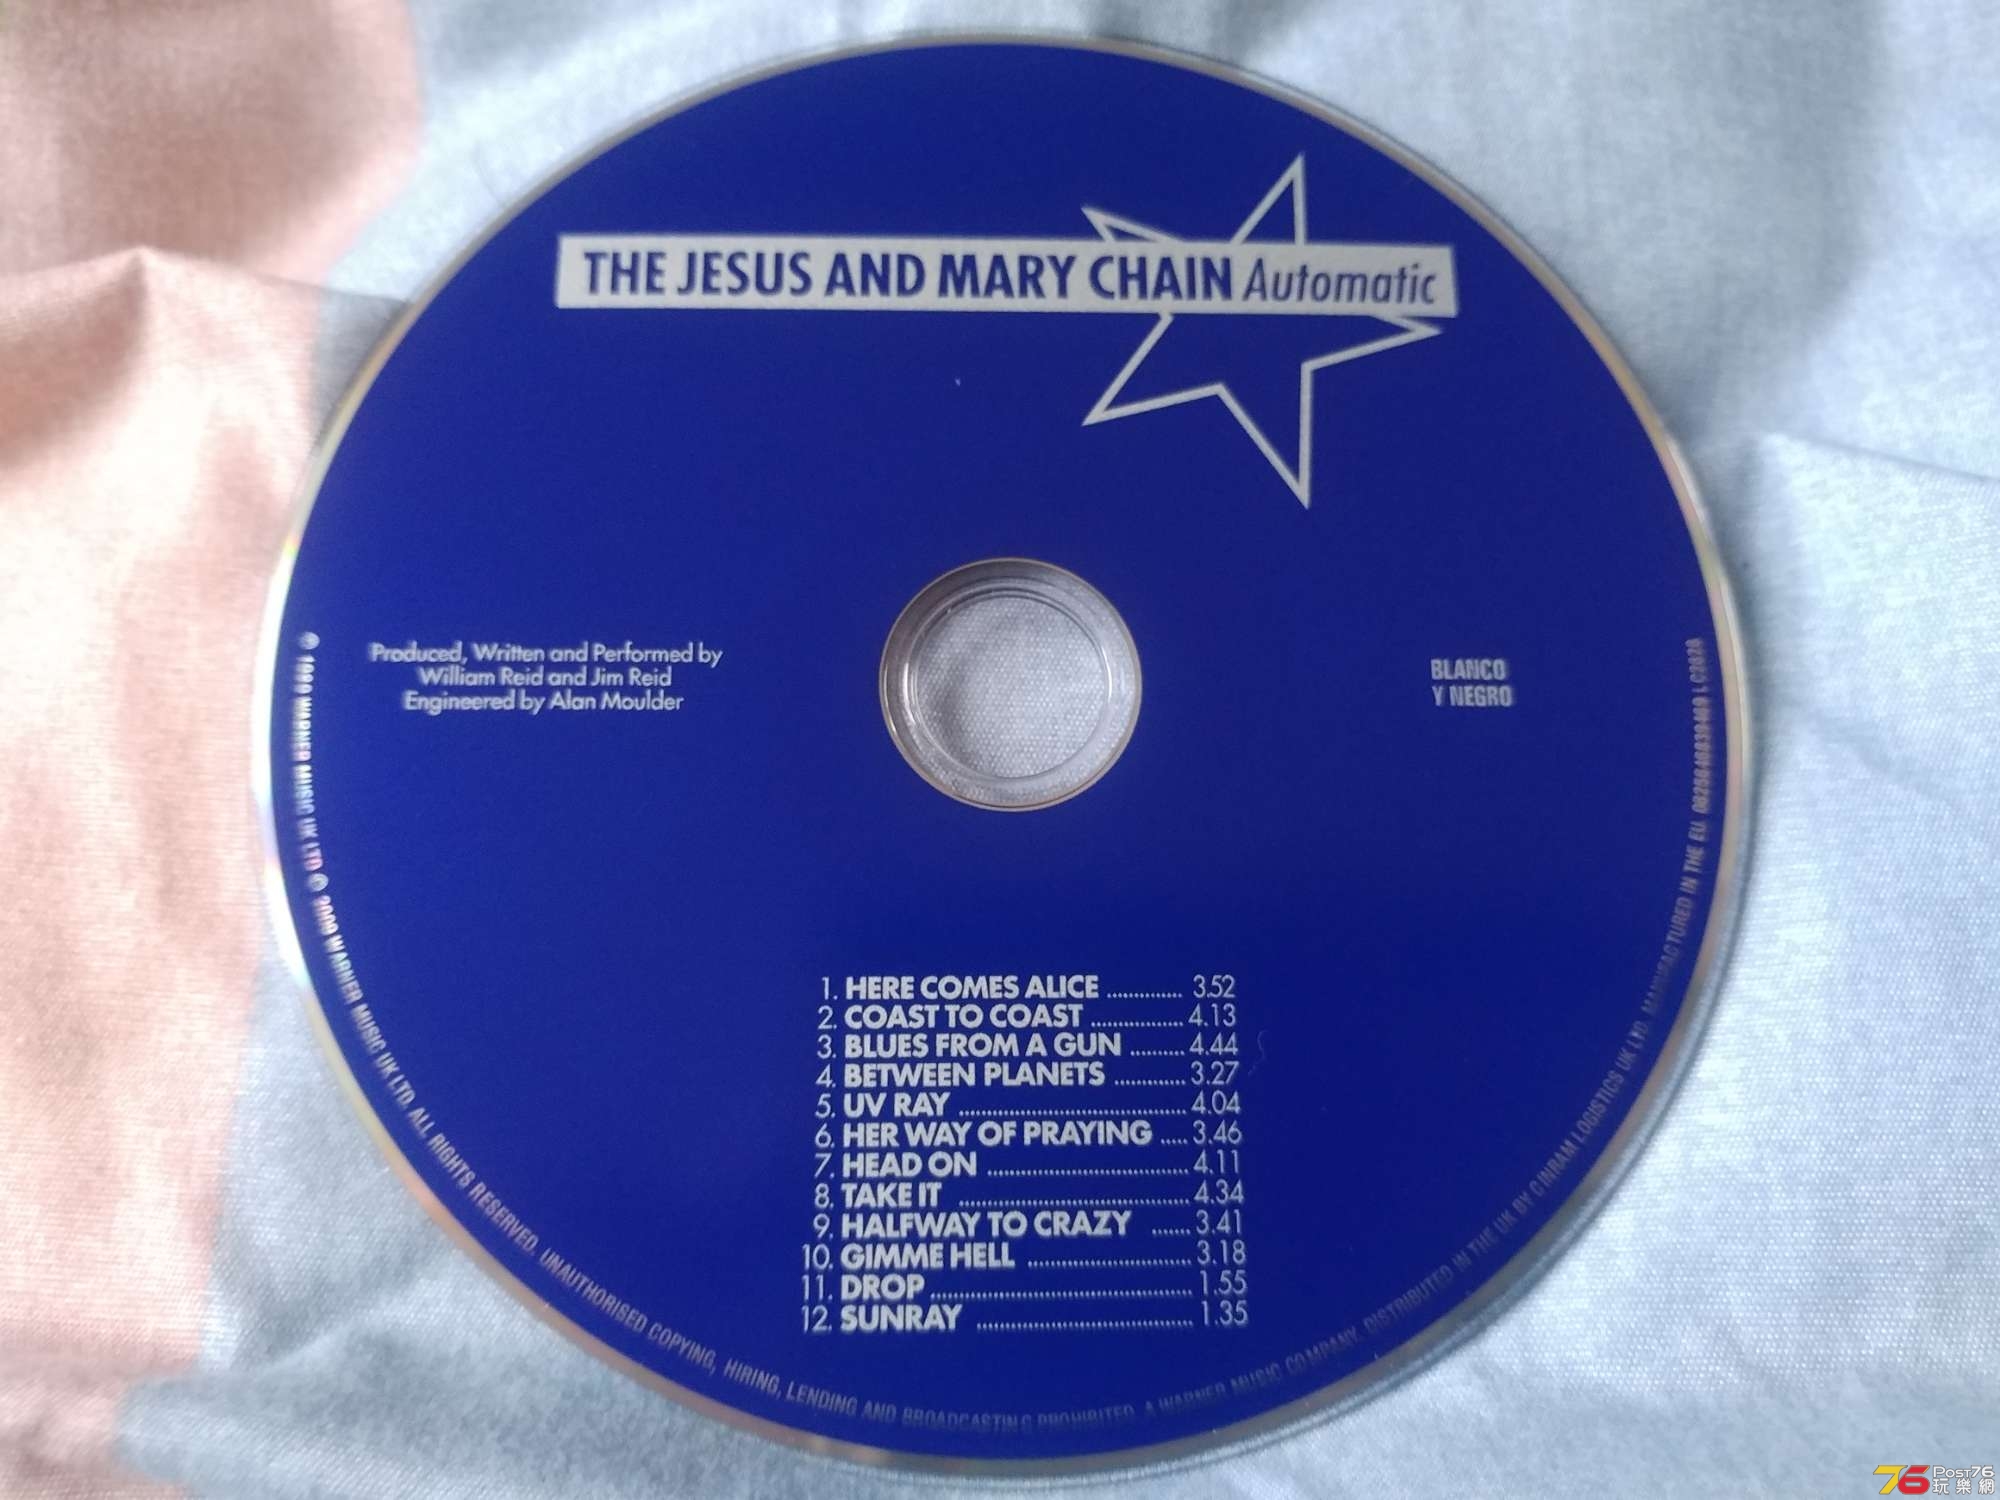 THE JESUS AND MARY CHAIN Automatic
Produced, Written and Performed by
William Reid and Jim Reid
Engineered by Alan Moulder
BLANCO
Y NEGRO
1. HERE COMES ALICE .............. 3.52
2. COAST TO COAST ................. 4.13
3. BLUES FROM A GUN .......... 4.44
4. BETWEEN PLANETS ............. 3.27
5. UV RAY .......................................... 4.04
6. HER WAY OF PRAYING ..... 3.46
7. HEAD ON ..................................... 4.11
8. TAKE IT .......................................... 4.34
9. HALFWAY TO CRAZY ....... 3.41
10. GIMME HELL .............................. 3.18
11. DROP ................................................ 1.55
12. SUNRAY ........................................ 1.35
WARNER MUSIC UK LTD © 2009 WARNER MUSIC UK LTD. ALL RIGHTS RESERVED. UNAUTHORISED COPYING, HIRING, LENDING AND BROADCASTING PROHIBITED. A WARNER MUSIC COMPANY. DISTRIBUTED IN THE UK BY CINRAM LOGISTICS UK LTD. MANUFACTURED IN THE EU.
76 Post76
玩樂網